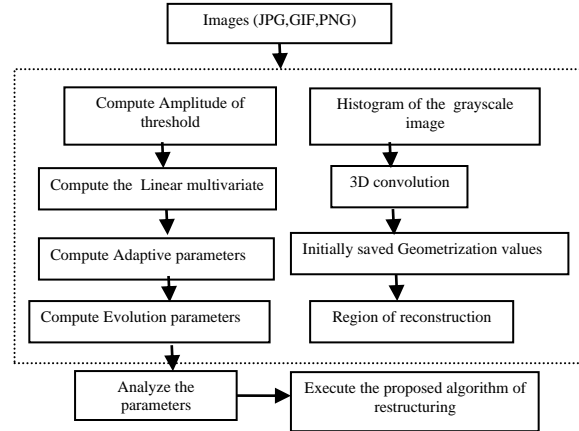 Images (JPG,GIF,PNG)
Compute Amplitude of
threshold
Histogram of the grayscale
image
Compute the Linear multivariate
3D convolution
Compute Adaptive parameters
Initially saved Geometrization values
Compute Evolution parameters
Region of reconstruction
Analyze the
parameters
Execute the proposed algorithm of
restructuring